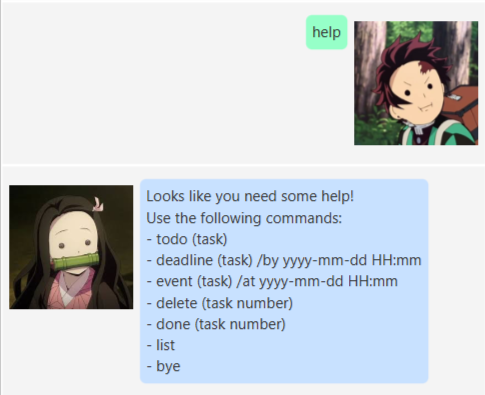 help
Looks like you need some help!
Use the following commands:
- todo (task)
- deadline (task) /by yyyy-mm-dd HH:mm
- event (task) /at yyyy-mm-dd HH:mm
- delete (task number)
- done (task number)
- list
- bye